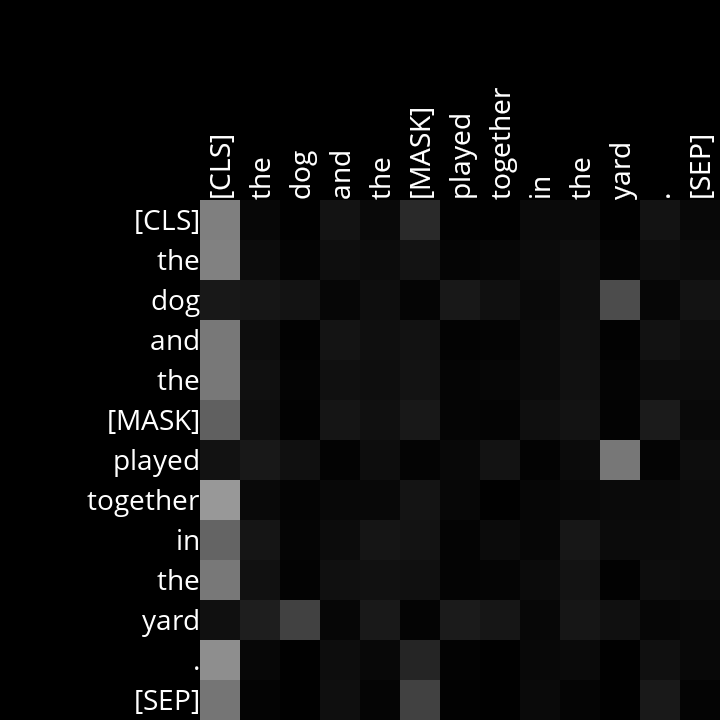 [CLS] the dog and the [MASK] played together in the yard . [SEP]
[CLS]
the
dog
and
the
[MASK]
played
together
in
the
yard
.
[SEP]